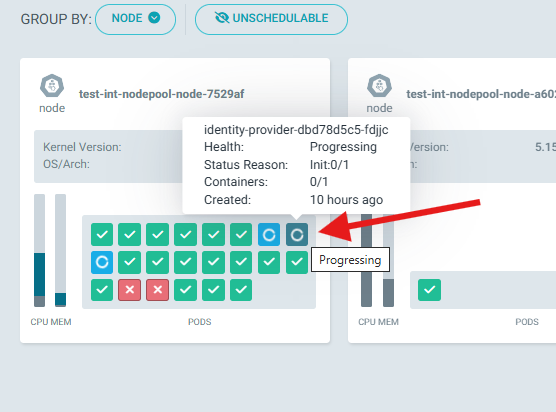 GROUP BY:
NODE
UNSCHEDULABLE
node
test-int-nodepool-node-7529af
Kernel Version:
OS/Arch:
identity-provider-dbd78d5c5-fdjjc
Health: Progressing
Status Reason: Init:0/1
Containers: 0/1
Created: 10 hours ago
Progressing
CPU MEM
PODS
node
test-int-nodepool-node-a602
Version:
5.15
CPU MEM
PODS